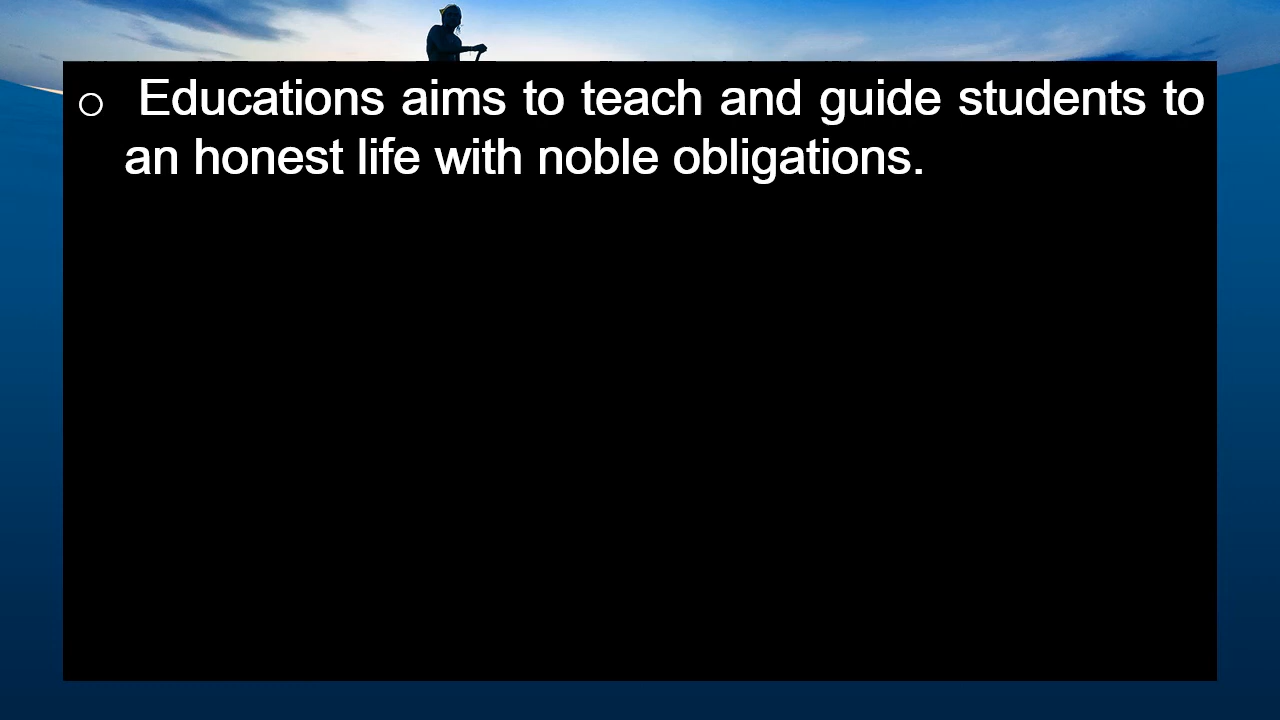 o Educations aims to teach and guide students to
an honest life with noble obligations.